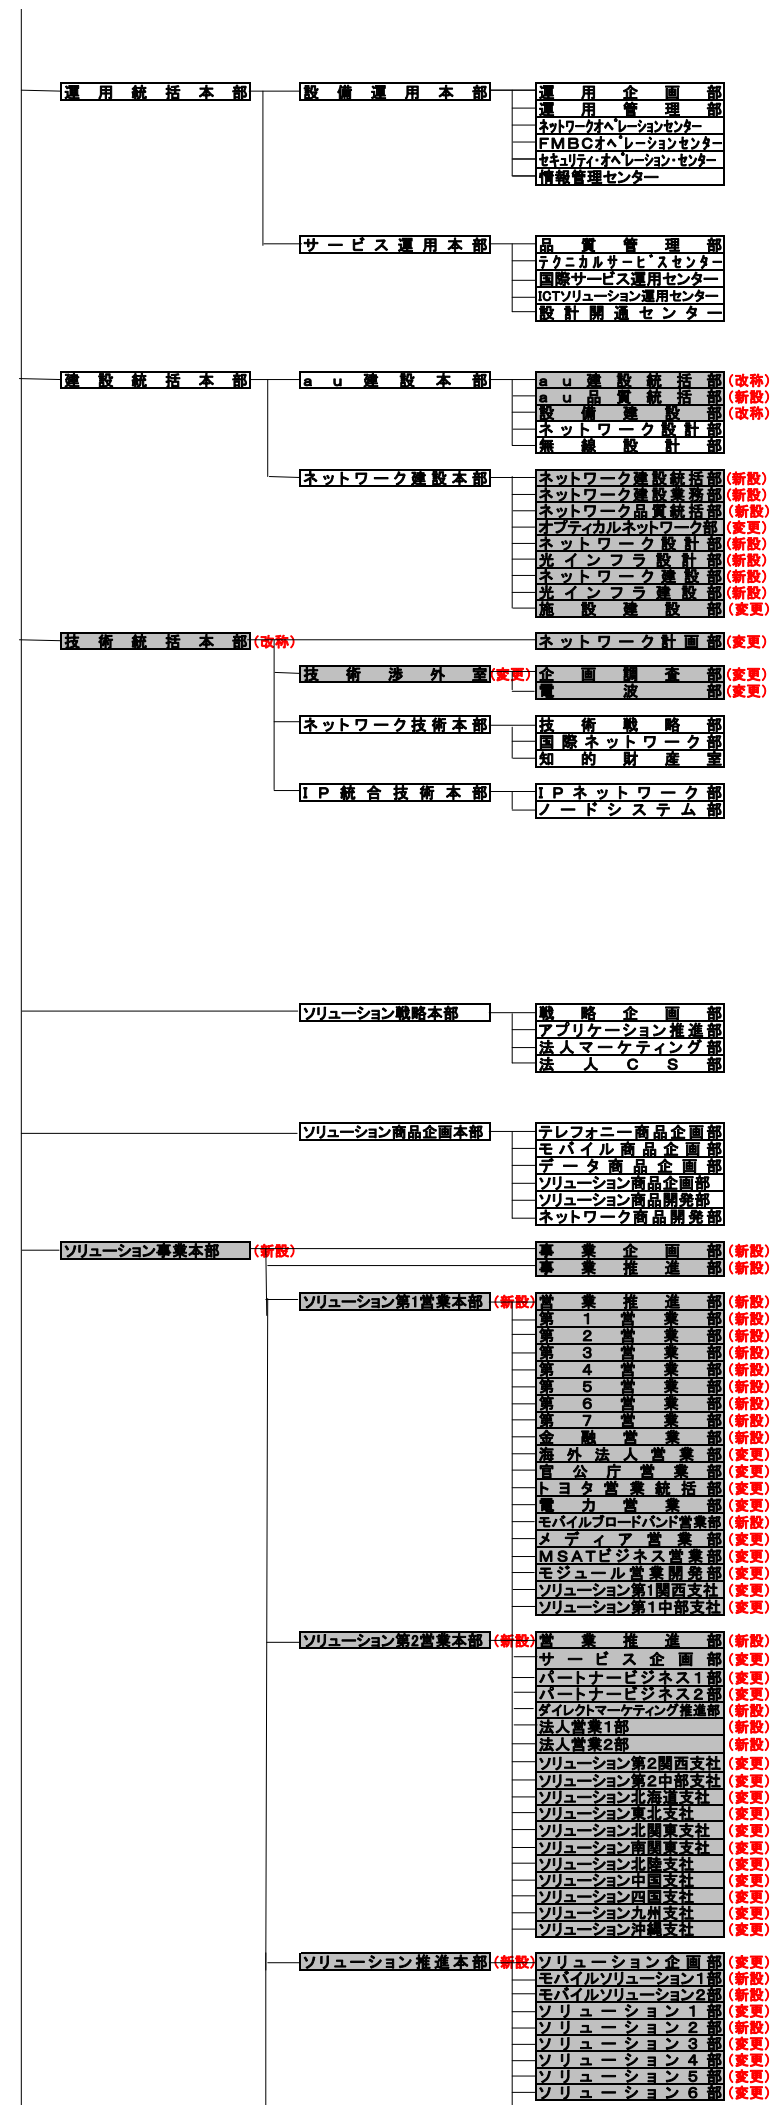 運用統括本部 設備運用本部 運用企画部
運用管理部
ネットワークオペレーションセンター
FMBCオペレーションセンター
セキュリティ・オペレーション・センター
情報管理センター
サービス運用本部 品質管理部
テクニカルサービスセンター
国際サービス運用センター
ICTソリューション運用センター
設計開通センター
建設統括本部 au建設本部 au建設統括部(改称)
au品質統括部(新設)
設備建設部(改称)
ネットワーク設計部
無線設計部
ネットワーク建設本部 ネットワーク建設統括部(新設)
ネットワーク建設業務部(新設)
ネットワーク品質統括部(新設)
オプティカルネットワーク部(変更)
ネットワーク設計部(新設)
光インフラ設計部(新設)
ネットワーク建設部(新設)
光インフラ建設部(新設)
施設建設部(変更)
技術統括本部(改称) ネットワーク計画部(変更)
技術渉外室(変更) 企画調査部(変更)
電波部(変更)
ネットワーク技術本部 技術戦略部
国際ネットワーク部
知的財産室
IP統合技術本部 IPネットワーク部
ノードシステム部
ソリューション戦略本部 戦略企画部
アプリケーション推進部
法人マーケティング部
法人CS部
ソリューション商品企画本部 テレフォニー商品企画部
モバイル商品企画部
データ商品企画部
ソリューション商品企画部
ソリューション商品開発部
ネットワーク商品開発部
ソリューション事業本部(新設) 事業企画部(新設)
事業推進部(新設)
ソリューション第1営業本部(新設) 営業推進部(新設)
第1営業部(新設)
第2営業部(新設)
第3営業部(新設)
第4営業部(新設)
第5営業部(新設)
第6営業部(新設)
第7営業部(新設)
金融営業部(新設)
海外法人営業部(変更)
官公庁営業部(変更)
トヨタ営業統括部(変更)
電力営業部(変更)
モバイルブロードバンド営業部(新設)
メディア営業部(変更)
MSATビジネス営業部(変更)
モジュール営業開発部(変更)
ソリューション第1関西支社(変更)
ソリューション第1中部支社(変更)
ソリューション第2営業本部(新設) 営業推進部(新設)
サービス企画部(変更)
パートナービジネス1部(変更)
パートナービジネス2部(変更)
ダイレクトマーケティング推進部(新設)
法人営業1部(新設)
法人営業2部(新設)
ソリューション第2関西支社(変更)
ソリューション第2中部支社(変更)
ソリューション北海道支社(変更)
ソリューション東北支社(変更)
ソリューション北関東支社(変更)
ソリューション南関東支社(変更)
ソリューション北陸支社(変更)
ソリューション中国支社(変更)
ソリューション四国支社(変更)
ソリューション九州支社(変更)
ソリューション沖縄支社(変更)
ソリューション推進本部(新設) ソリューション企画部(変更)
モバイルソリューション1部(新設)
モバイルソリューション2部(新設)
ソリューション1部(変更)
ソリューション2部(新設)
ソリューション3部(変更)
ソリューション4部(変更)
ソリューション5部(変更)
ソリューション6部(変更)